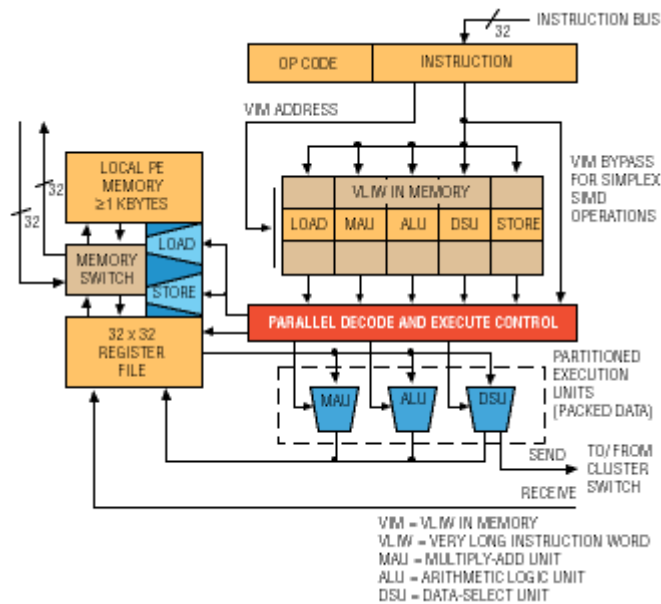 32
INSTRUCTION BUS
OP CODE
INSTRUCTION
VIM ADDRESS
VIM BYPASS
FOR SIMPLEX
SIMD
OPERATIONS
32
32
LOCAL PE
MEMORY
≥1 KBYTES
VLIW IN MEMORY
LOAD
MAU
ALU
DSU
STORE
LOAD
MEMORY
SWITCH
STORE
PARALLEL DECODE AND EXECUTE CONTROL
32 x 32
REGISTER
FILE
PARTITIONED
EXECUTION
UNITS
(PACKED DATA)
MAU
ALU
DSU
SEND
TO/FROM
CLUSTER
SWITCH
RECEIVE
VIM = VLIW IN MEMORY
VLIW = VERY LONG INSTRUCTION WORD
MAU = MULTIPLY-ADD UNIT
ALU = ARITHMETIC LOGIC UNIT
DSU = DATA-SELECT UNIT